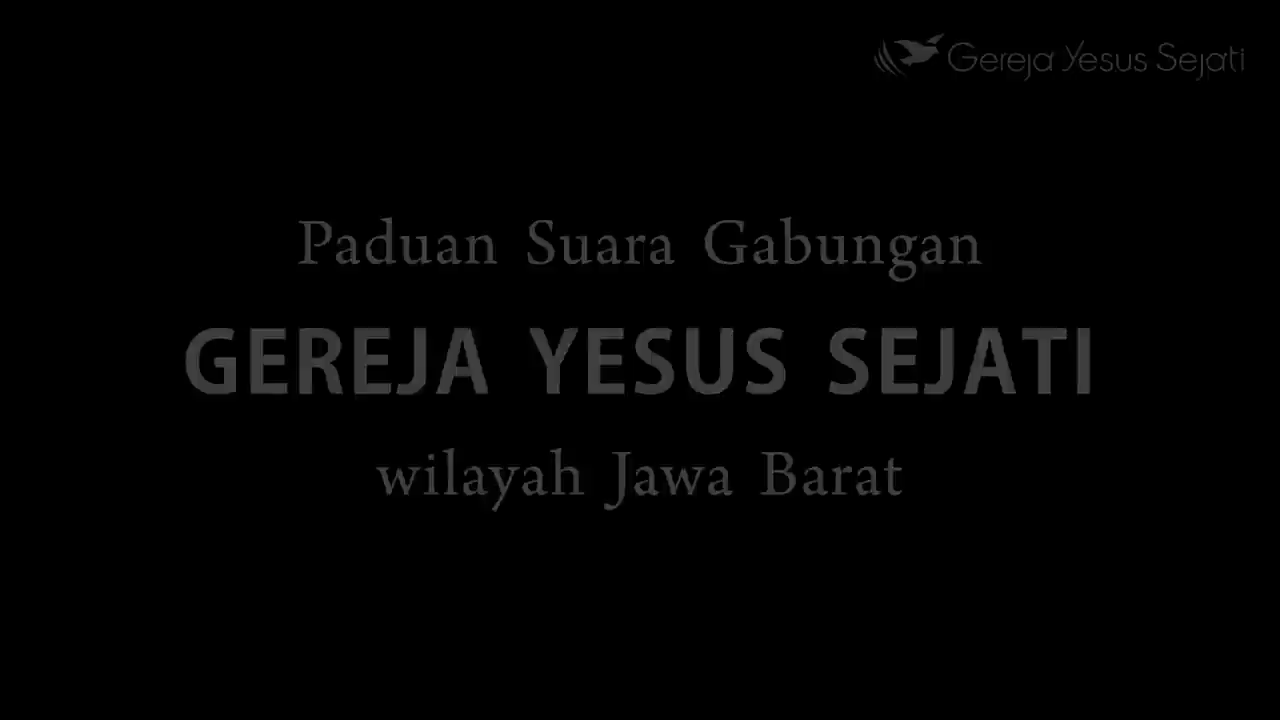 Gereja Yesus Sejati
Paduan Suara Gabungan
GEREJA YESUS SEJATI
wilayah Jawa Barat